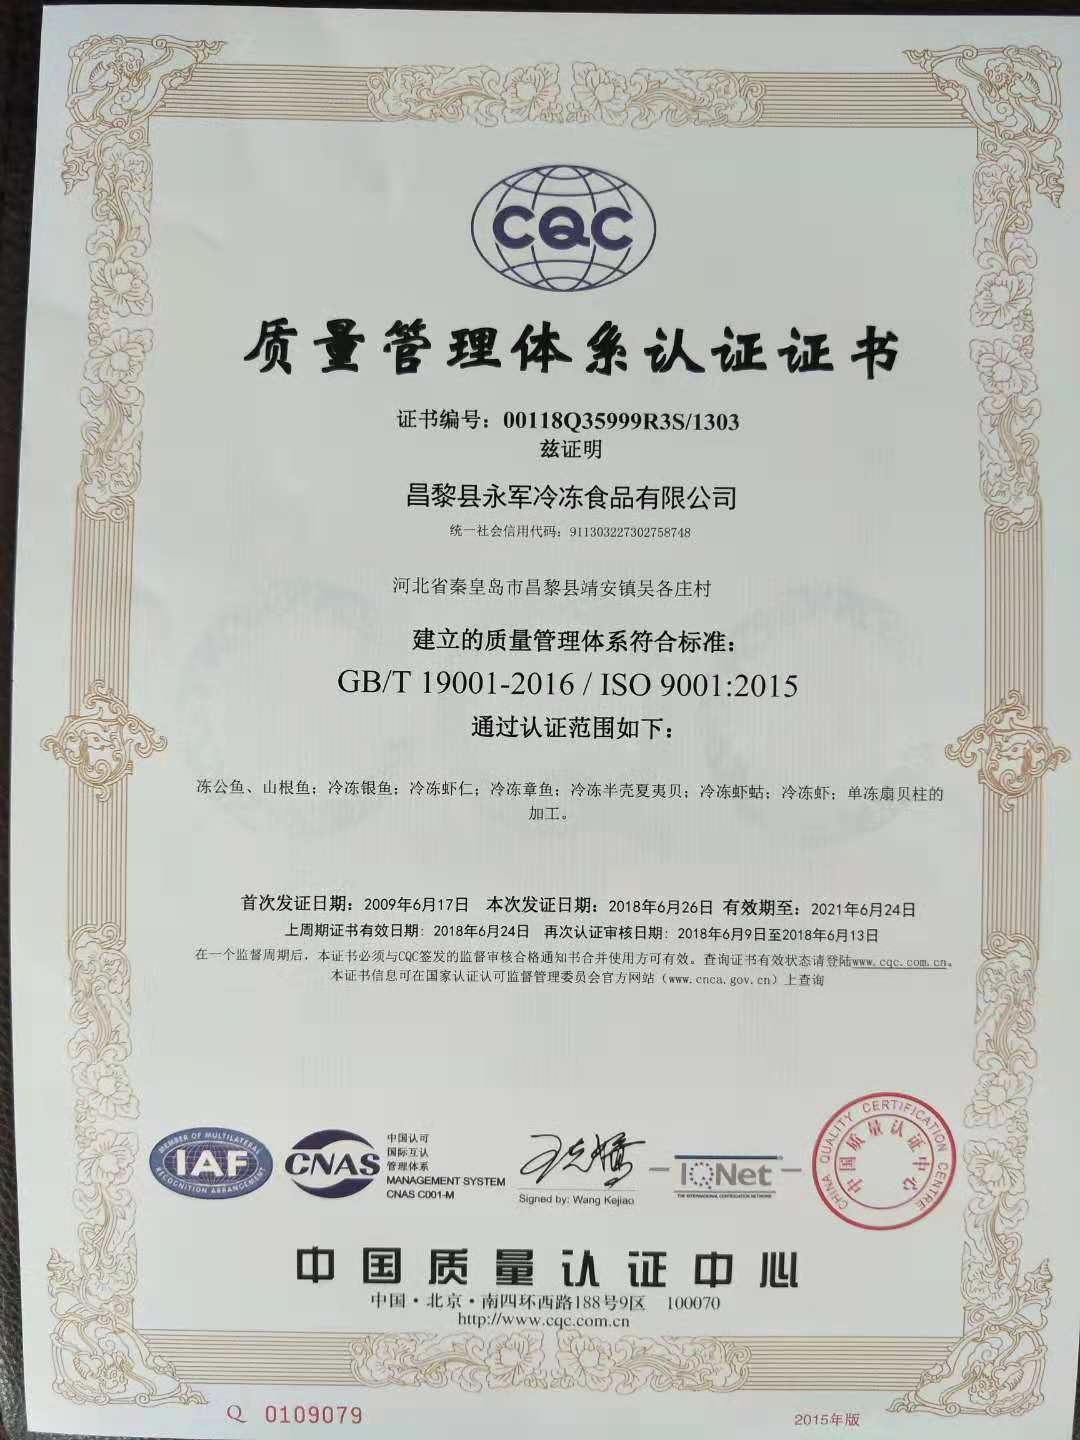 CQC
质量管理体系认证证书
证书编号：00118Q35999R3S/1303
兹证明
昌黎县永军冷冻食品有限公司
统一社会信用代码：911303227302758748
河北省秦皇岛市昌黎县靖安镇吴各庄村
建立的质量管理体系符合标准：
GB/T 19001-2016 / ISO 9001:2015
通过认证范围如下：
冻公鱼、山根鱼；冷冻银鱼；冷冻虾仁；冷冻章鱼；冷冻半壳夏夷贝；冷冻虾蛄；冷冻虾；单冻扇贝柱的
加工。
首次发证日期：2009年6月17日 本次发证日期：2018年6月26日 有效期至：2021年6月24日
上周期证书有效日期：2018年6月24日 再次认证审核日期：2018年6月9日至2018年6月13日
在一个监督周期后，本证书必须与CQC签发的监督审核合格通知书合并使用方可有效。查询证书有效状态请登陆www.cqc.com.cn。
本证书信息可在国家认证认可监督管理委员会官方网站（www.cnca.gov.cn）上查询
MEMBER OF MULTILATERAL
IAF
RECOGNITION ARRANGEMENT
CNAS
中国认可
国际互认
管理体系
MANAGEMENT SYSTEM
CNAS C001-M
王克娇
Signed by: Wang Kejiao
IQNet
THE INTERNATIONAL CERTIFICATION NETWORK
CHINA QUALITY CERTIFICATION CENTRE
中国质量认证中心
中国质量认证中心
中国·北京·南四环西路188号9区 100070
http://www.cqc.com.cn
Q 0109079
2015年版